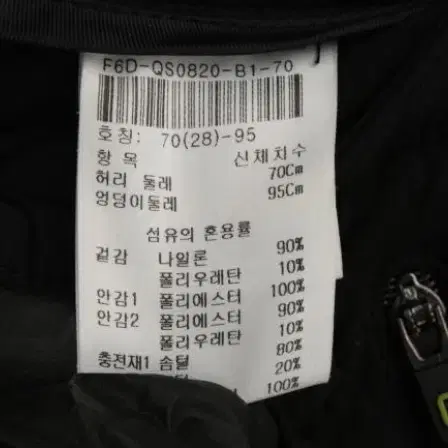 F6D-QS0820-B1-70
호칭: 70(28)-95
항 목 신체치수
허리 둘레 70Cm
엉덩이둘레 95Cm
섬유의 혼용률
겉감 나일론 90%
폴리우레탄 10%
안감1 폴리에스터 100%
안감2 폴리에스터 90%
폴리우레탄 10%
충전재1 솜털 80%
20%
100%